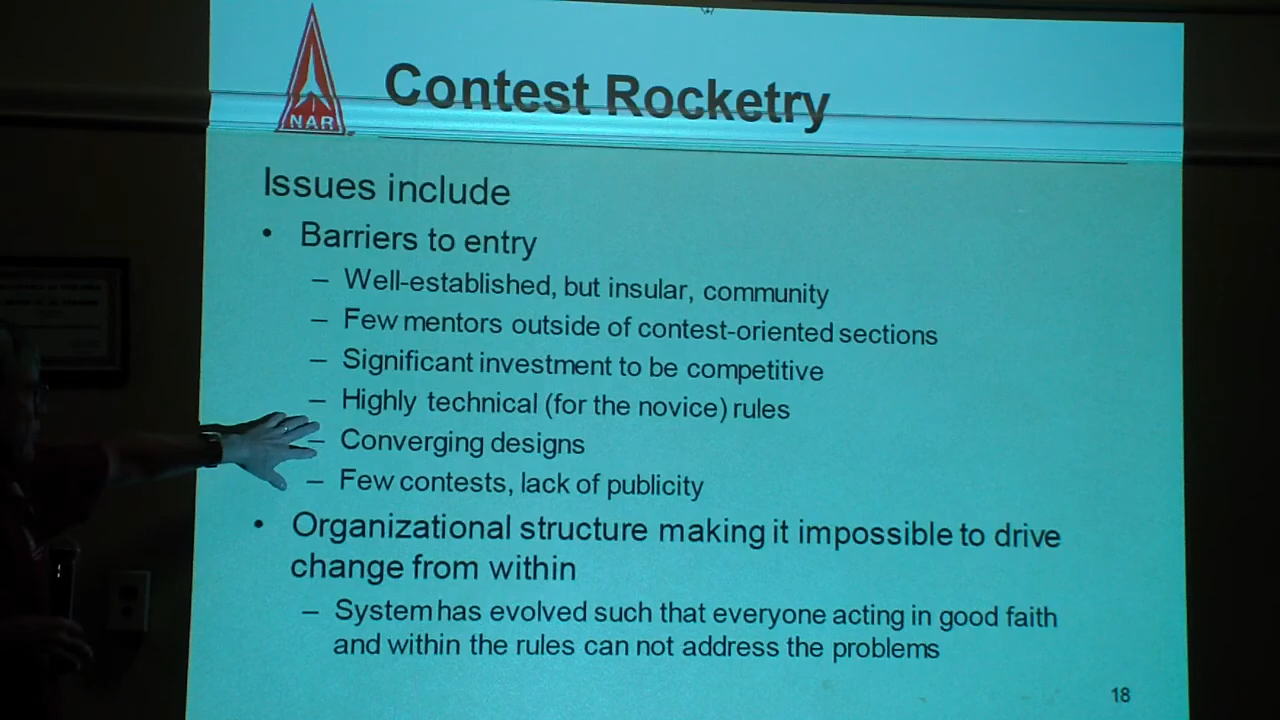 NAR
Contest Rocketry
Issues include
• Barriers to entry
– Well-established, but insular, community
– Few mentors outside of contest-oriented sections
– Significant investment to be competitive
– Highly technical (for the novice) rules
– Converging designs
– Few contests, lack of publicity
• Organizational structure making it impossible to drive
change from within
– System has evolved such that everyone acting in good faith
and within the rules can not address the problems
18